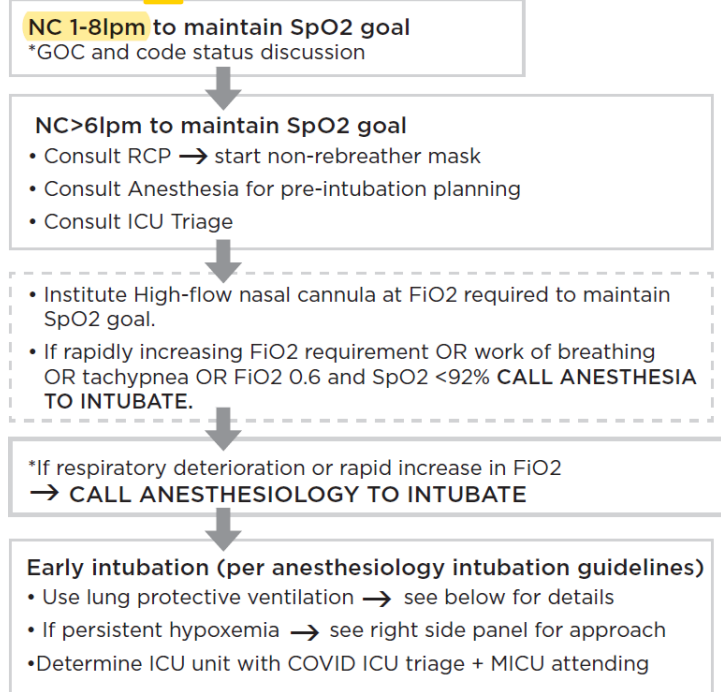 NC 1-8lpm to maintain SpO2 goal
*GOC and code status discussion
NC>6lpm to maintain SpO2 goal
• Consult RCP → start non-rebreather mask
• Consult Anesthesia for pre-intubation planning
• Consult ICU Triage
• Institute High-flow nasal cannula at FiO2 required to maintain
SpO2 goal.
• If rapidly increasing FiO2 requirement OR work of breathing
OR tachypnea OR FiO2 0.6 and SpO2 <92% CALL ANESTHESIA
TO INTUBATE.
*If respiratory deterioration or rapid increase in FiO2
→ CALL ANESTHESIOLOGY TO INTUBATE
Early intubation (per anesthesiology intubation guidelines)
• Use lung protective ventilation → see below for details
• If persistent hypoxemia → see right side panel for approach
•Determine ICU unit with COVID ICU triage + MICU attending